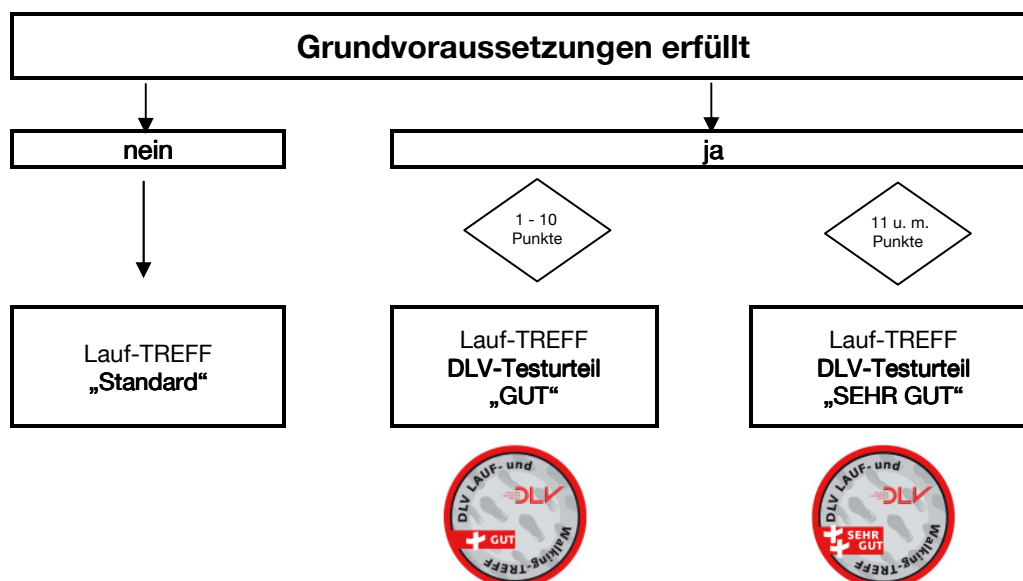 Grundvoraussetzungen erfüllt
nein
ja
1 - 10
Punkte
11 u. m.
Punkte
Lauf-TREFF
„Standard“
Lauf-TREFF
DLV-Testurteil
„GUT“
Lauf-TREFF
DLV-Testurteil
„SEHR GUT“
DLV LAUF- und
DLV
GUT
Walking-TREFF
DLV LAUF- und
DLV
SEHR
GUT
Walking-TREFF